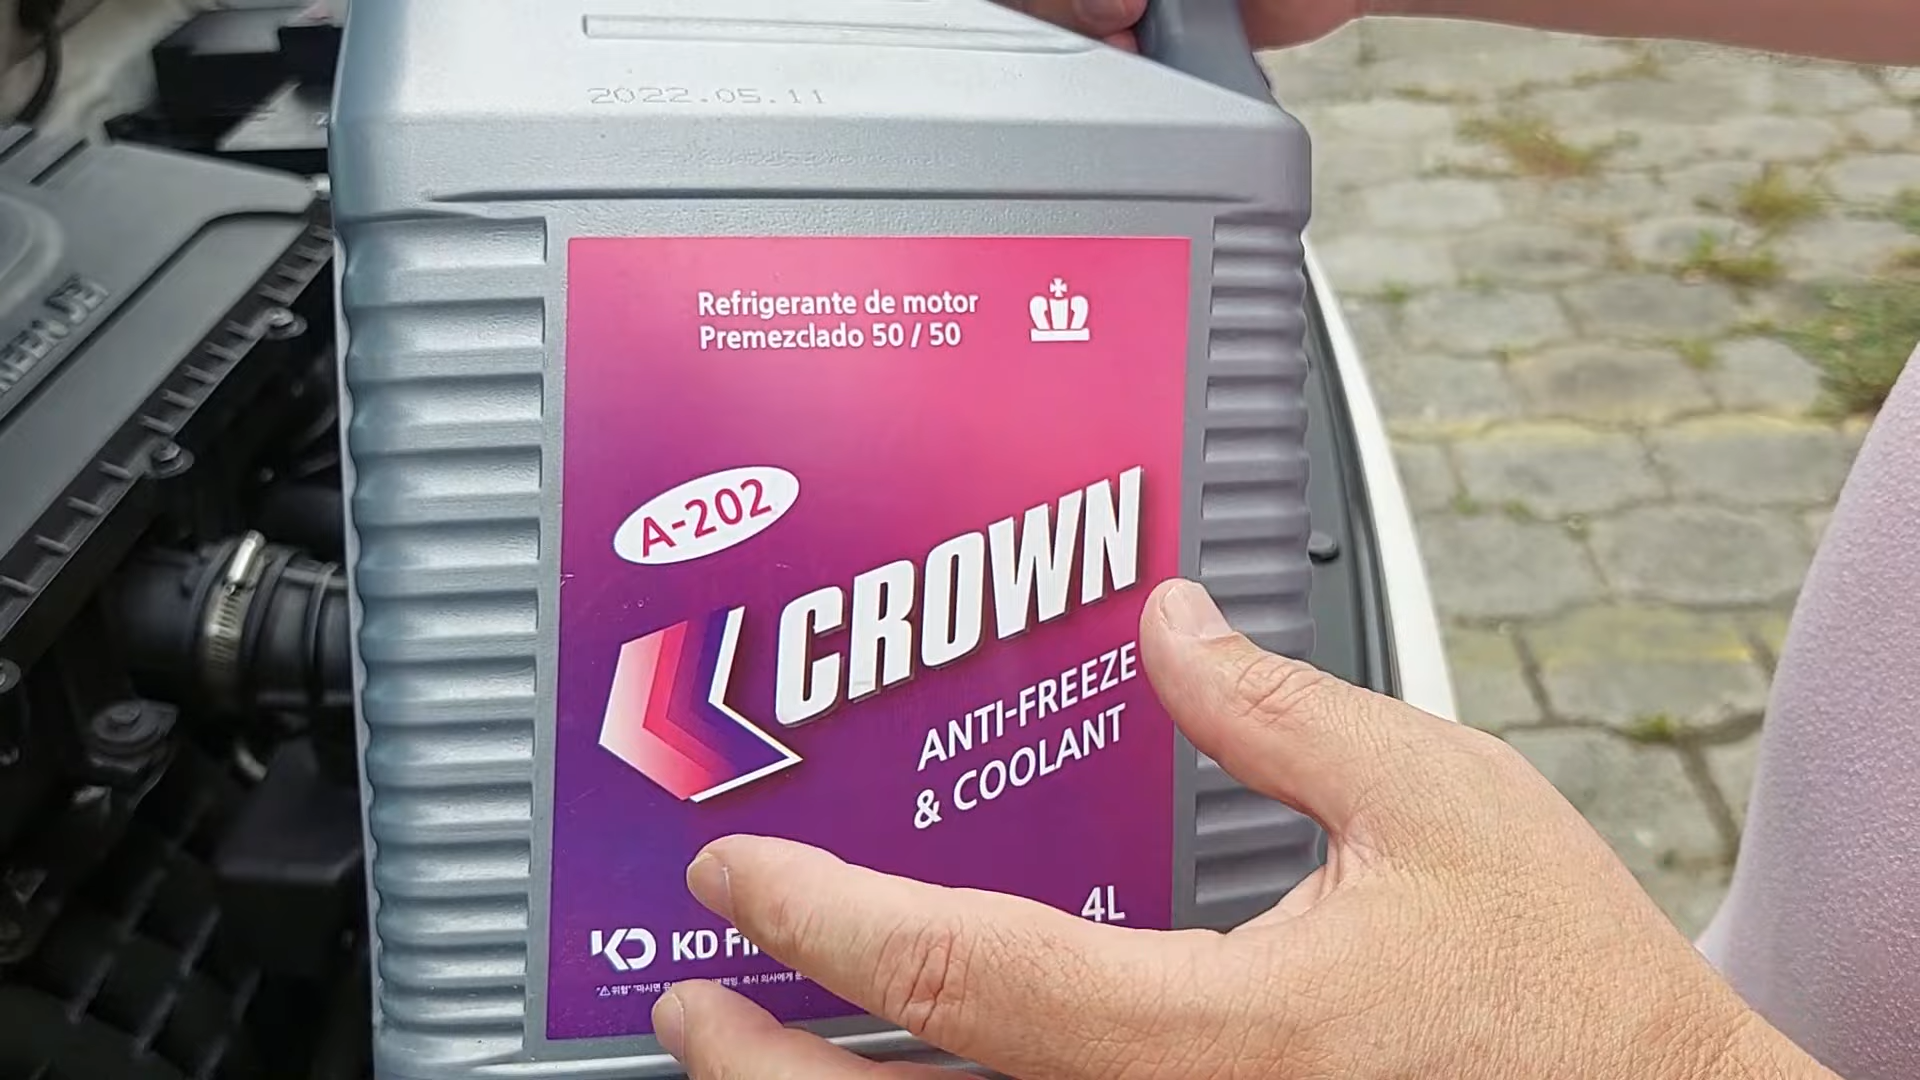 2022.05.11
Refrigerante de motor
Premezclado 50 / 50
A-202
CROWN
ANTI-FREEZE
& COOLANT
4L
KD